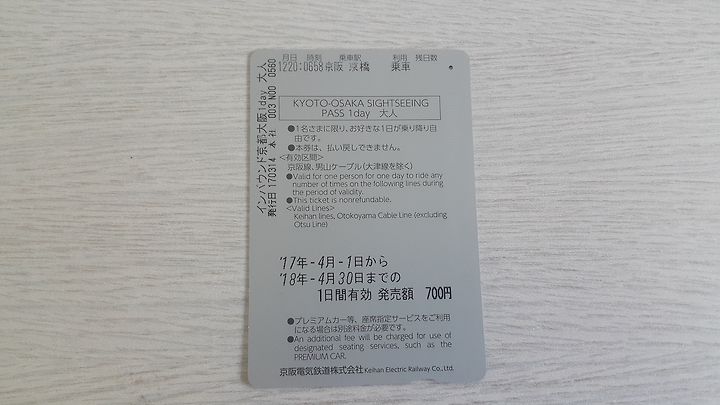 月日 時刻 乗車駅 利用 残日数
1220:0658京阪 京橋 乗車
インバウンド京都大阪1day 大人 0560
発行日 170314 本社 003 N00
KYOTO-OSAKA SIGHTSEEING
PASS 1day 大人
●1名さまに限り、お好きな1日が乗り降り自
由です。
●本券は、払い戻しできません。
<有効区間>
京阪線、男山ケーブル(大津線を除く)
●Valid for one person for one day to ride any
number of times on the following lines during
the period of validity.
●This ticket is nonrefundable.
<Valid Lines>
Keihan lines, Otokoyama Cable Line (excluding
Otsu Line)
'17年-4月-1日から
'18年-4月30日までの
1日間有効 発売額 700円
●プレミアムカー等、座席指定サービスをご利用
になる場合は別途料金が必要です。
●An additional fee will be charged for use of
designated seating services, such as the
PREMIUM CAR.
京阪電気鉄道株式会社 Keihan Electric Railway Co., Ltd.